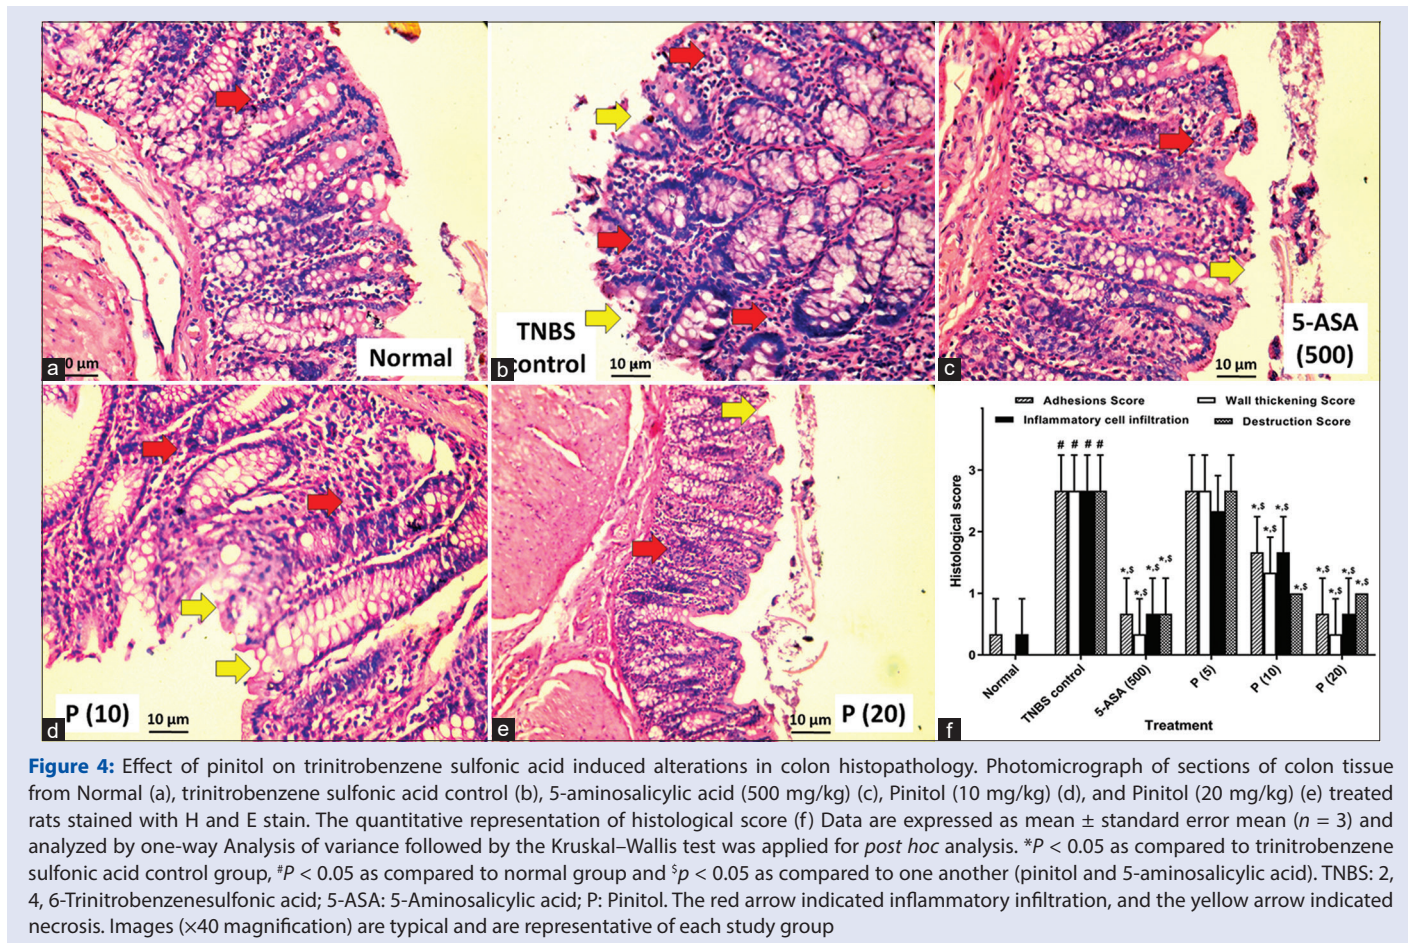 a
0 µm
Normal
b
TNBS
control
10 µm
c
10 µm
5-ASA
(500)
d
P (10)
10 µm
e
10 µm
P (20)
Adhesions Score
Wall thickening Score
Inflammatory cell infiltration
Destruction Score
Histological score
3
2
1
0
# # # #
*,$ *,$ *,$ *,$
*,$ *,$ *,$ *,$
*,$ *,$ *,$ *,$
Normal
TNBS control
5-ASA (500)
P (5)
P (10)
P (20)
Treatment
f
Figure 4: Effect of pinitol on trinitrobenzene sulfonic acid induced alterations in colon histopathology. Photomicrograph of sections of colon tissue
from Normal (a), trinitrobenzene sulfonic acid control (b), 5-aminosalicylic acid (500 mg/kg) (c), Pinitol (10 mg/kg) (d), and Pinitol (20 mg/kg) (e) treated
rats stained with H and E stain. The quantitative representation of histological score (f) Data are expressed as mean ± standard error mean (n = 3) and
analyzed by one-way Analysis of variance followed by the Kruskal–Wallis test was applied for post hoc analysis. *P < 0.05 as compared to trinitrobenzene
sulfonic acid control group, #P < 0.05 as compared to normal group and $p < 0.05 as compared to one another (pinitol and 5-aminosalicylic acid). TNBS: 2,
4, 6-Trinitrobenzenesulfonic acid; 5-ASA: 5-Aminosalicylic acid; P: Pinitol. The red arrow indicated inflammatory infiltration, and the yellow arrow indicated
necrosis. Images (×40 magnification) are typical and are representative of each study group